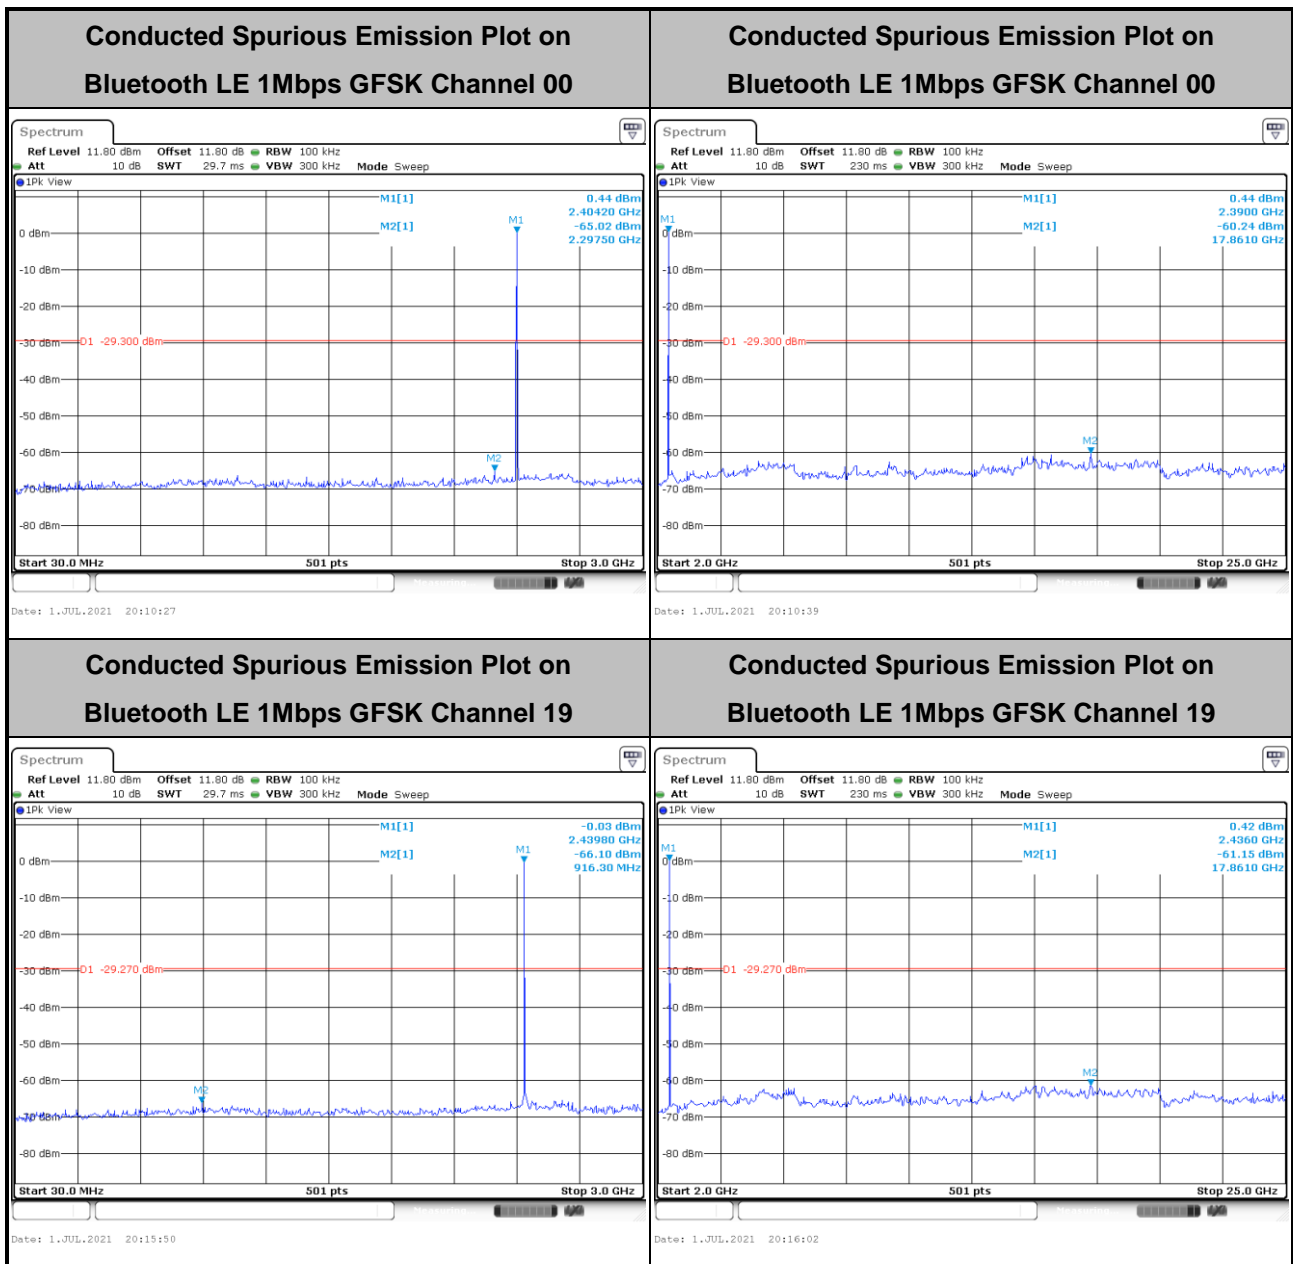 Conducted Spurious Emission Plot on
Bluetooth LE 1Mbps GFSK Channel 00
Spectrum
Ref Level 11.80 dBm Offset 11.80 dB RBW 100 kHz
Att 10 dB SWT 29.7 ms VBW 300 kHz Mode Sweep
1Pk View
M1[1] 0.44 dBm
2.40420 GHz
M2[1] -65.02 dBm
2.29750 GHz
M1
0 dBm
-10 dBm
-20 dBm
-30 dBm
D1 -29.300 dBm
-40 dBm
-50 dBm
-60 dBm
M2
-70 dBm
-80 dBm
Start 30.0 MHz 501 pts Stop 3.0 GHz
Measuring
Date: 1.JUL.2021 20:10:27
Conducted Spurious Emission Plot on
Bluetooth LE 1Mbps GFSK Channel 00
Spectrum
Ref Level 11.80 dBm Offset 11.80 dB RBW 100 kHz
Att 10 dB SWT 230 ms VBW 300 kHz Mode Sweep
1Pk View
M1[1] 0.44 dBm
2.3900 GHz
M2[1] -60.24 dBm
17.8610 GHz
M1
0 dBm
-10 dBm
-20 dBm
-30 dBm
D1 -29.300 dBm
-40 dBm
-50 dBm
-60 dBm
M2
-70 dBm
-80 dBm
Start 2.0 GHz 501 pts Stop 25.0 GHz
Measuring
Date: 1.JUL.2021 20:10:39
Conducted Spurious Emission Plot on
Bluetooth LE 1Mbps GFSK Channel 19
Spectrum
Ref Level 11.80 dBm Offset 11.80 dB RBW 100 kHz
Att 10 dB SWT 29.7 ms VBW 300 kHz Mode Sweep
1Pk View
M1[1] -0.03 dBm
2.43980 GHz
M2[1] -66.10 dBm
916.30 MHz
M1
0 dBm
-10 dBm
-20 dBm
-30 dBm
D1 -29.270 dBm
-40 dBm
-50 dBm
-60 dBm
M2
-70 dBm
-80 dBm
Start 30.0 MHz 501 pts Stop 3.0 GHz
Measuring
Date: 1.JUL.2021 20:15:50
Conducted Spurious Emission Plot on
Bluetooth LE 1Mbps GFSK Channel 19
Spectrum
Ref Level 11.80 dBm Offset 11.80 dB RBW 100 kHz
Att 10 dB SWT 230 ms VBW 300 kHz Mode Sweep
1Pk View
M1[1] 0.42 dBm
2.4360 GHz
M2[1] -61.15 dBm
17.8610 GHz
M1
0 dBm
-10 dBm
-20 dBm
-30 dBm
D1 -29.270 dBm
-40 dBm
-50 dBm
-60 dBm
M2
-70 dBm
-80 dBm
Start 2.0 GHz 501 pts Stop 25.0 GHz
Measuring
Date: 1.JUL.2021 20:16:02